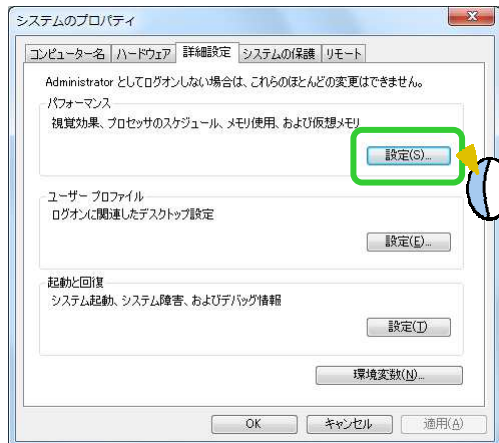 システムのプロパティ
コンピューター名 ハードウェア 詳細設定 システムの保護 リモート
Administrator としてログオンしない場合は、これらのほとんどの変更はできません。
パフォーマンス
視覚効果、プロセッサのスケジュール、メモリ使用、および仮想メモリ
設定(S)...
ユーザー プロファイル
ログオンに関連したデスクトップ設定
設定(E)...
起動と回復
システム起動、システム障害、およびデバッグ情報
設定(T)
環境変数(N)...
OK キャンセル 適用(A)